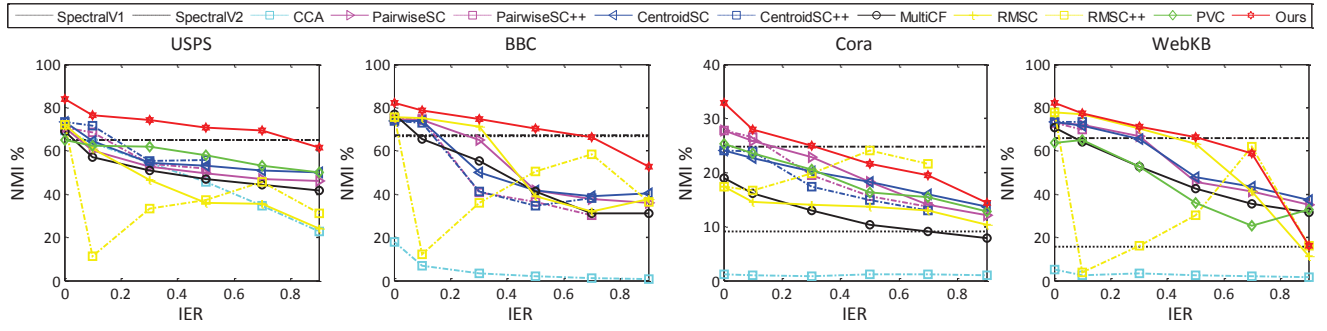 SpectralV1 SpectralV2 CCA PairwiseSC PairwiseSC++ CentroidSC CentroidSC++ MultiCF RMSC RMSC++ PVC Ours
USPS BBC Cora WebKB
100 100 40 100
80 80 80
30
60 60 60
NMI % NMI % NMI % NMI %
20
40 40 40
10
20 20 20
0 0 0 0
0 0.2 0.4 0.6 0.8 0 0.2 0.4 0.6 0.8 0 0.2 0.4 0.6 0.8 0 0.2 0.4 0.6 0.8
IER IER IER IER